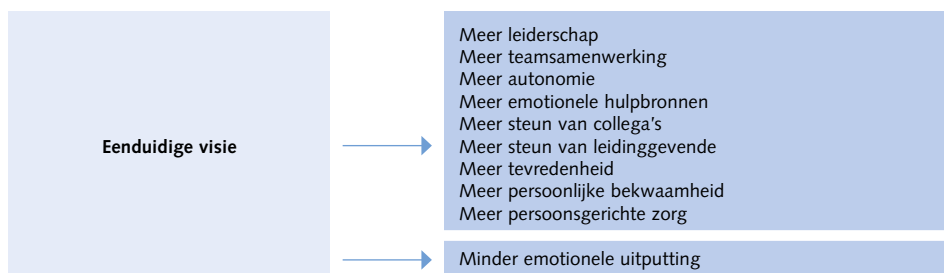 Meer leiderschap
Meer teamsamenwerking
Meer autonomie
Meer emotionele hulpbronnen
Meer steun van collega's
Eenduidige visie
Meer steun van leidinggevende
Meer tevredenheid
Meer persoonlijke bekwaamheid
Meer persoonsgerichte zorg
Minder emotionele uitputting